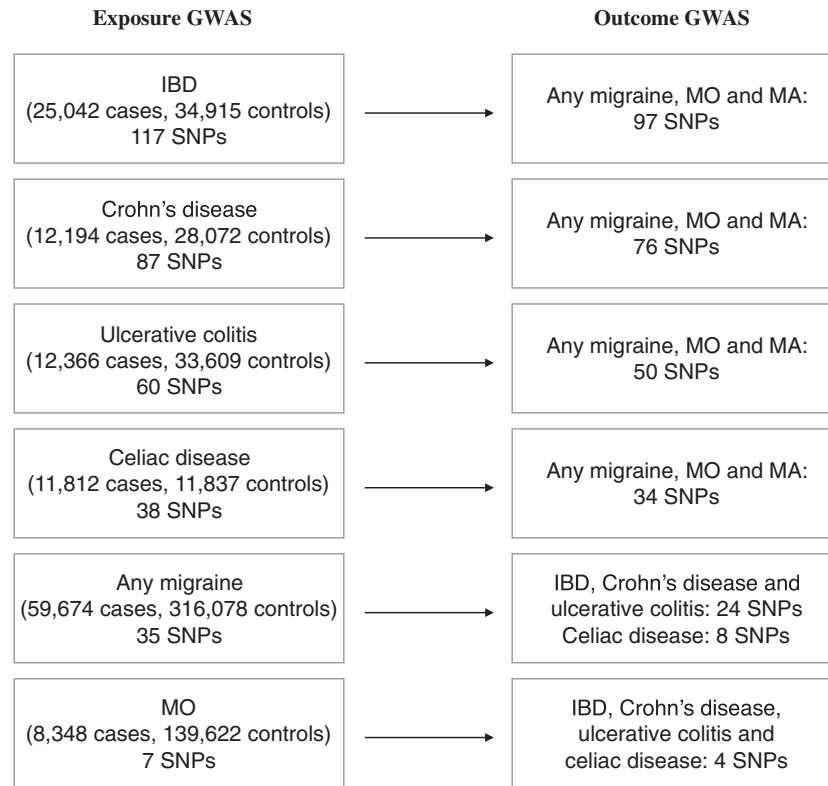 Exposure GWAS
Outcome GWAS
IBD
(25,042 cases, 34,915 controls)
117 SNPs
Any migraine, MO and MA:
97 SNPs
Crohn's disease
(12,194 cases, 28,072 controls)
87 SNPs
Any migraine, MO and MA:
76 SNPs
Ulcerative colitis
(12,366 cases, 33,609 controls)
60 SNPs
Any migraine, MO and MA:
50 SNPs
Celiac disease
(11,812 cases, 11,837 controls)
38 SNPs
Any migraine, MO and MA:
34 SNPs
Any migraine
(59,674 cases, 316,078 controls)
35 SNPs
IBD, Crohn's disease and
ulcerative colitis: 24 SNPs
Celiac disease: 8 SNPs
MO
(8,348 cases, 139,622 controls)
7 SNPs
IBD, Crohn's disease,
ulcerative colitis and
celiac disease: 4 SNPs